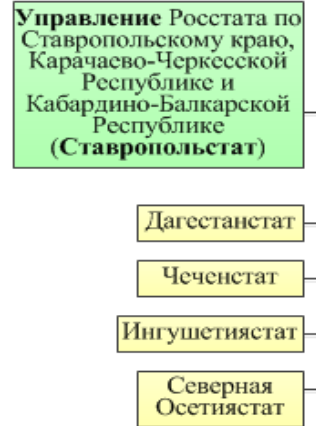 Управление Росстата по
Ставропольскому краю,
Карачаево-Черкесской
Республике и
Кабардино-Балкарской
Республике
(Ставропольстат)
Дагестанстат
Чеченстат
Ингушетиястат
Северная
Осетиястат